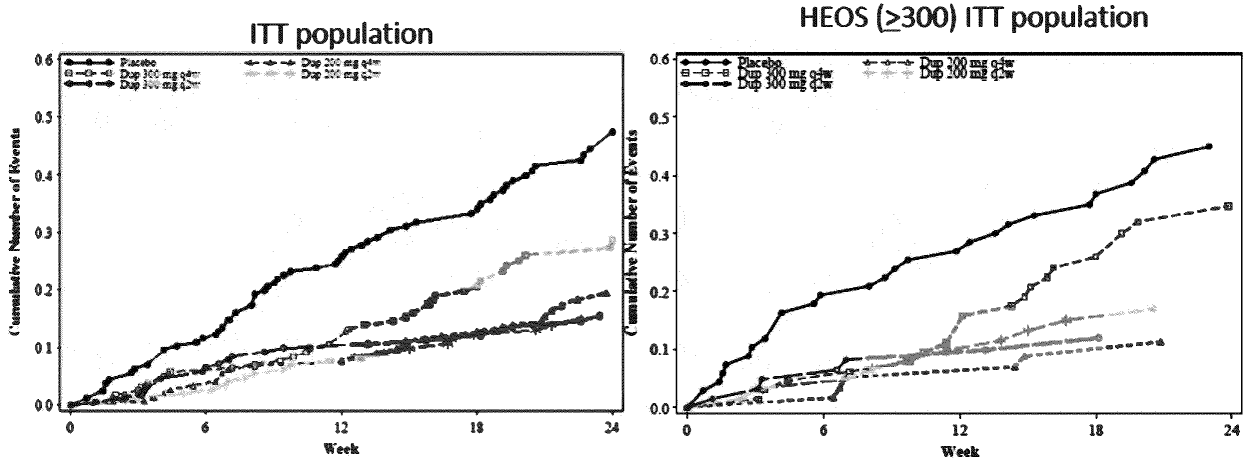 ITT population
Placebo
Dup 300 mg q4w
Dup 300 mg q2w
Dup 200 mg q4w
Dup 200 mg q2w
Cumulative Number of Events
0.6
0.5
0.4
0.3
0.2
0.1
0.0
0 6 12 18 24
Week
HEOS (≥300) ITT population
Placebo
Dup 300 mg q4w
Dup 300 mg q2w
Dup 200 mg q4w
Dup 200 mg q2w
Cumulative Number of Events
0.6
0.5
0.4
0.3
0.2
0.1
0.0
0 6 12 18 24
Week